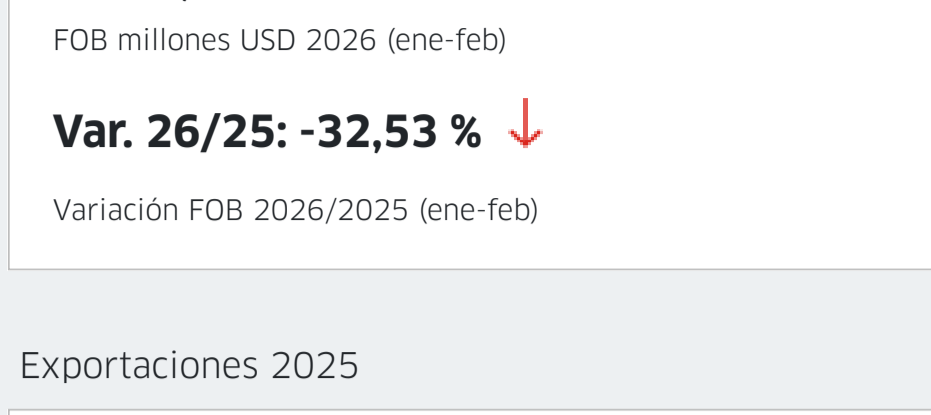 FOB millones USD 2026 (ene-feb)
Var. 26/25: -32,53 %
Variación FOB 2026/2025 (ene-feb)
Exportaciones 2025